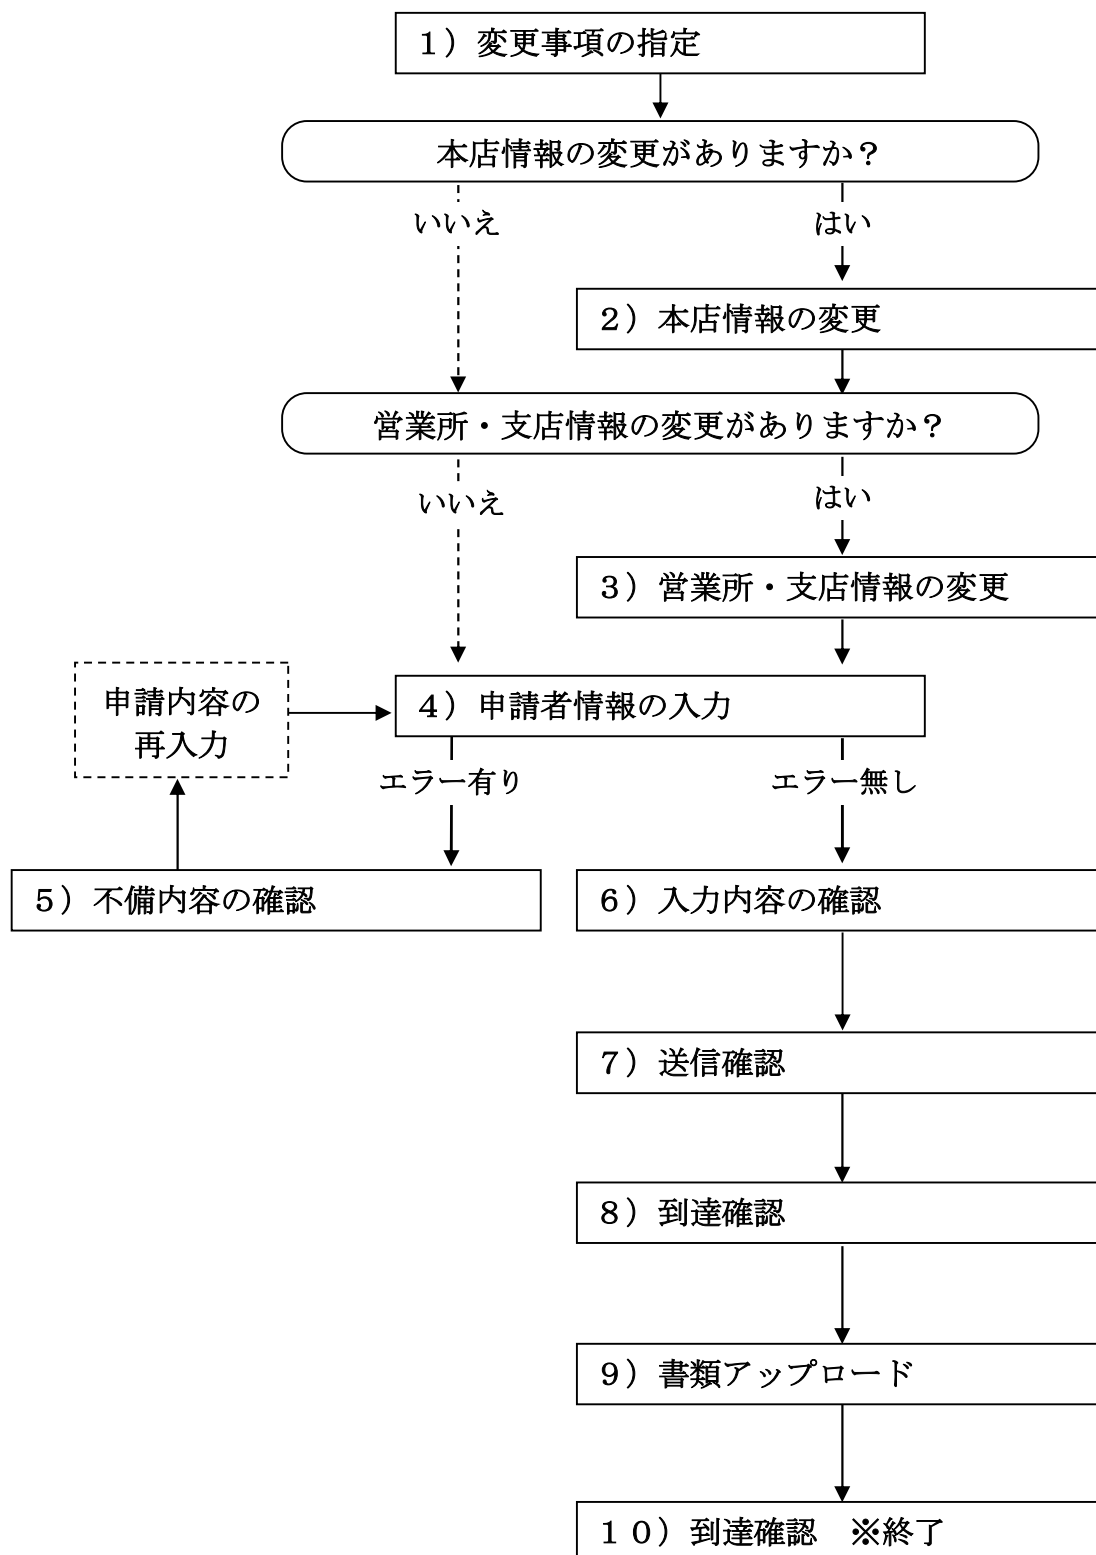 １）変更事項の指定
本店情報の変更がありますか？
いいえ
はい
２）本店情報の変更
営業所・支店情報の変更がありますか？
いいえ
はい
３）営業所・支店情報の変更
申請内容の
再入力
４）申請者情報の入力
エラー有り
エラー無し
５）不備内容の確認
６）入力内容の確認
７）送信確認
８）到達確認
９）書類アップロード
１０）到達確認　※終了